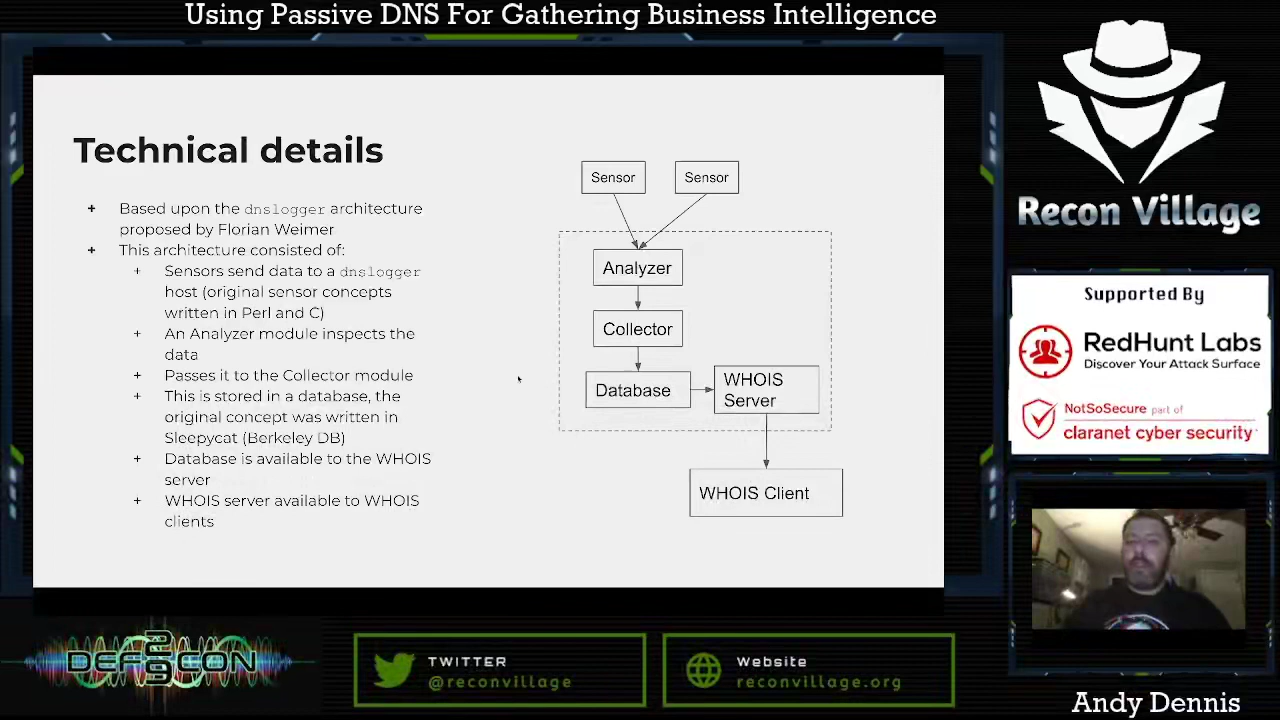 Using Passive DNS For Gathering Business Intelligence
Technical details
+ Based upon the dnslogger architecture
proposed by Florian Weimer
+ This architecture consisted of:
+ Sensors send data to a dnslogger
host (original sensor concepts
written in Perl and C)
+ An Analyzer module inspects the
data
+ Passes it to the Collector module
+ This is stored in a database, the
original concept was written in
Sleepycat (Berkeley DB)
+ Database is available to the WHOIS
server
+ WHOIS server available to WHOIS
clients
Sensor
Sensor
Analyzer
Collector
Database
WHOIS
Server
WHOIS Client
Recon Village
Supported By
RedHunt Labs
Discover Your Attack Surface
NotSoSecure part of
claranet cyber security
DEFCON
29
TWITTER
@reconvillage
Website
reconvillage.org
Andy Dennis